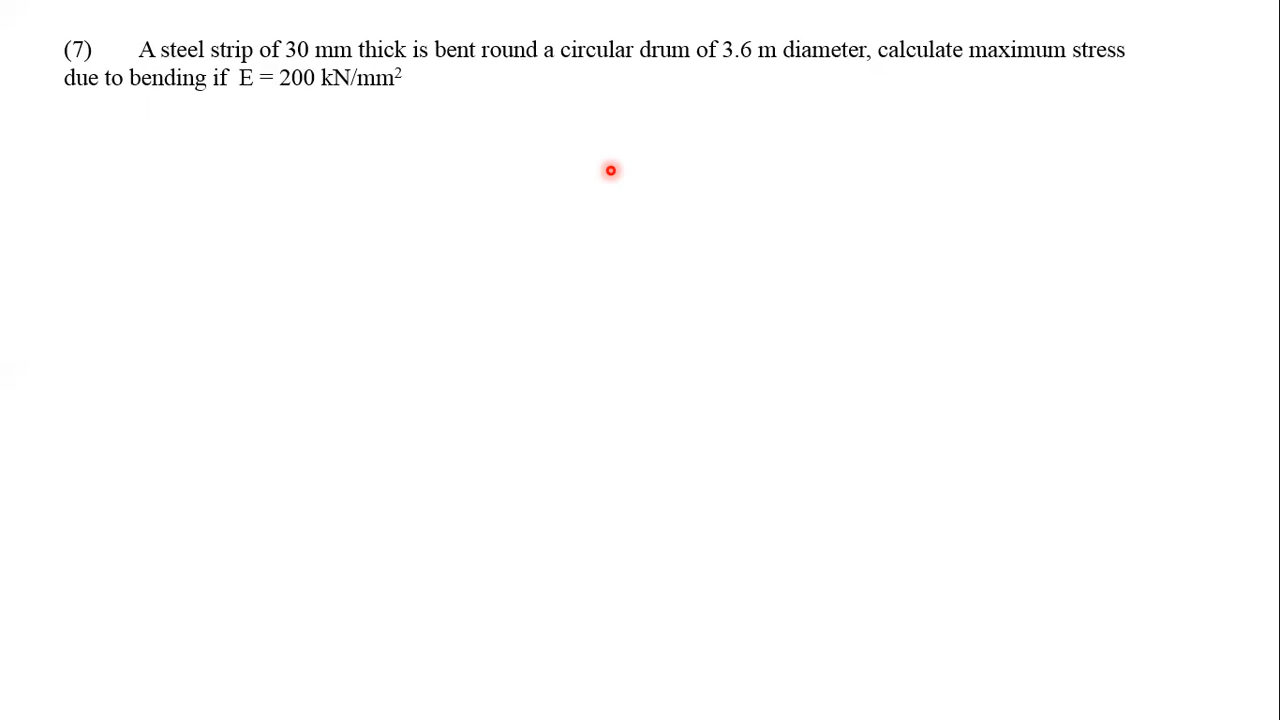 (7) A steel strip of 30 mm thick is bent round a circular drum of 3.6 m diameter, calculate maximum stress
due to bending if E = 200 kN/mm²